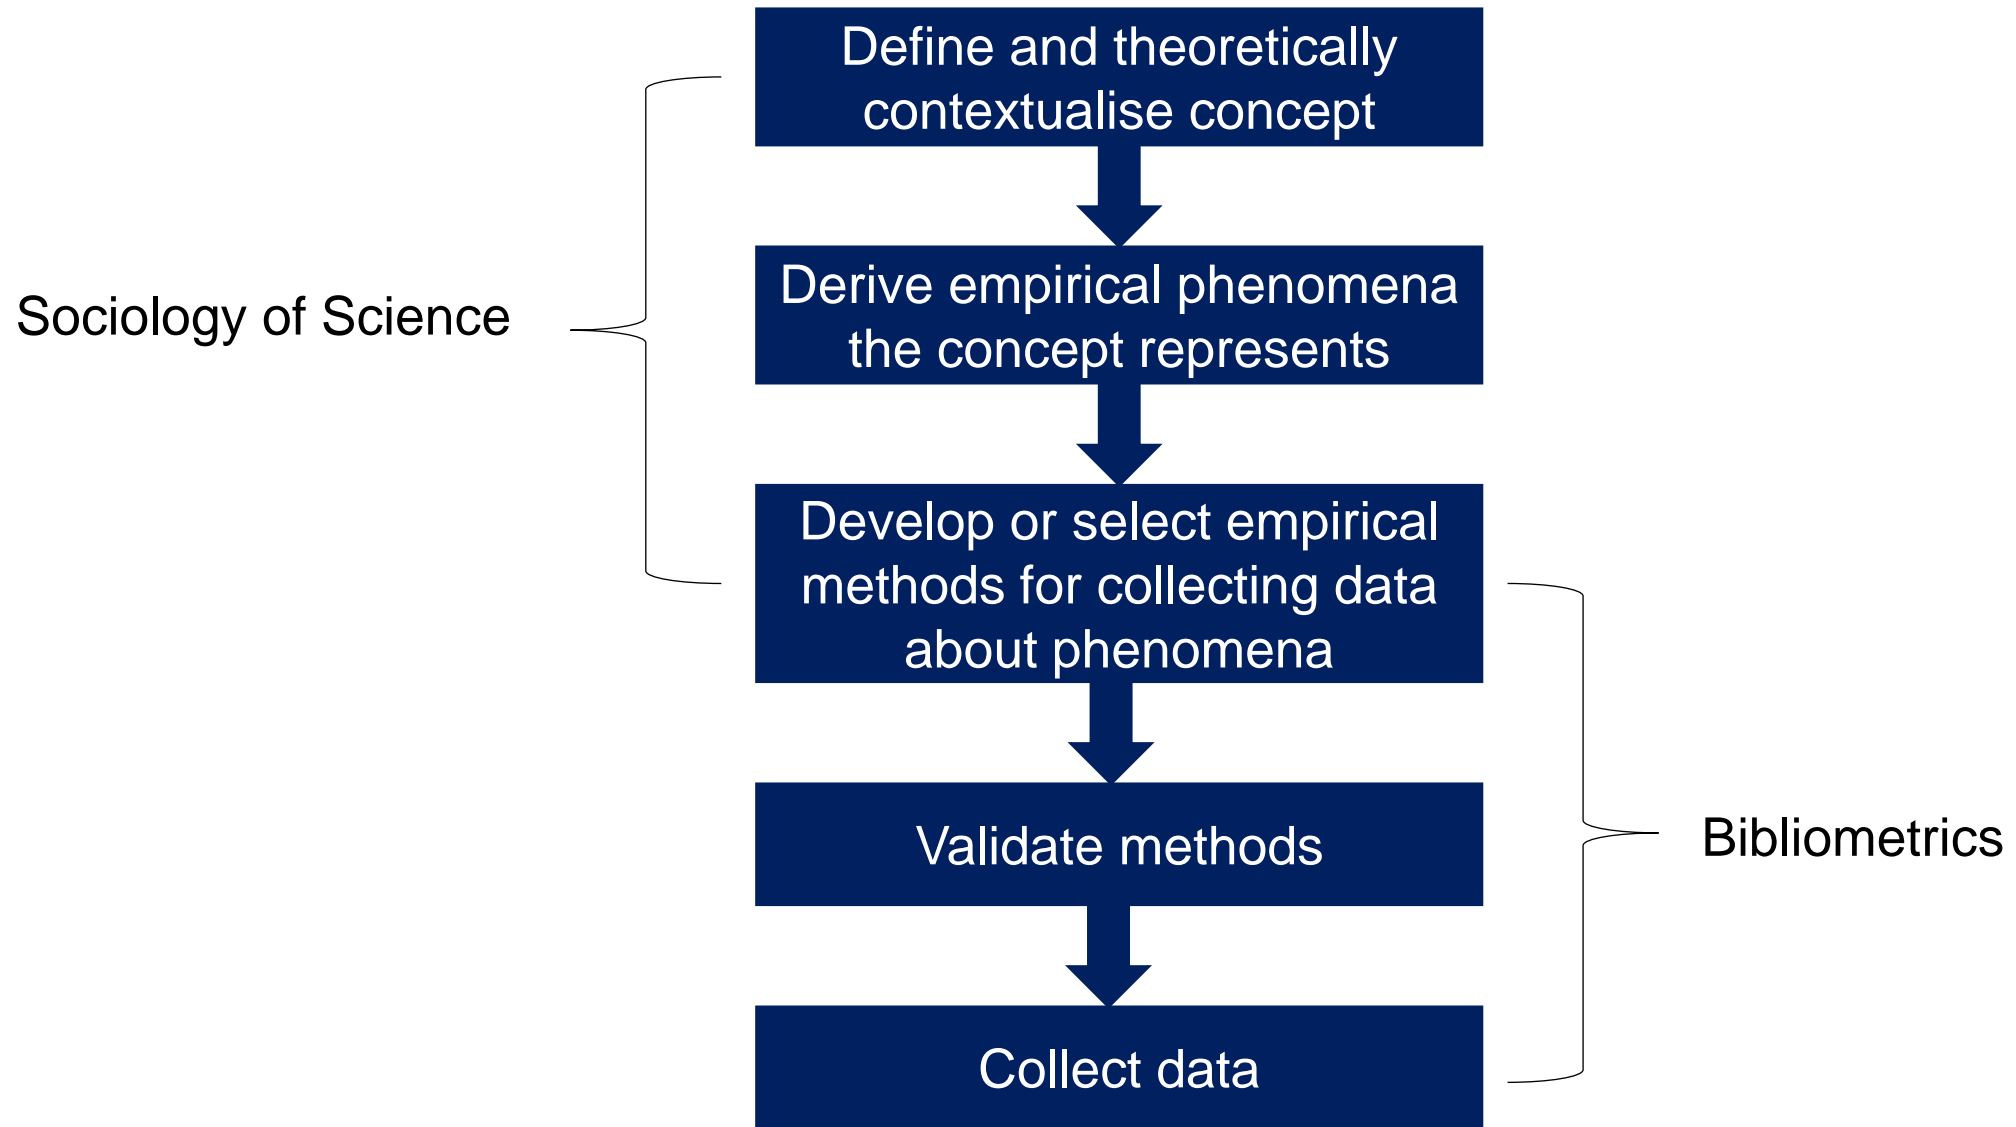 Define and theoretically
contextualise concept
Derive empirical phenomena
the concept represents
Sociology of Science
Develop or select empirical
methods for collecting data
about phenomena
Validate methods
Bibliometrics
Collect data